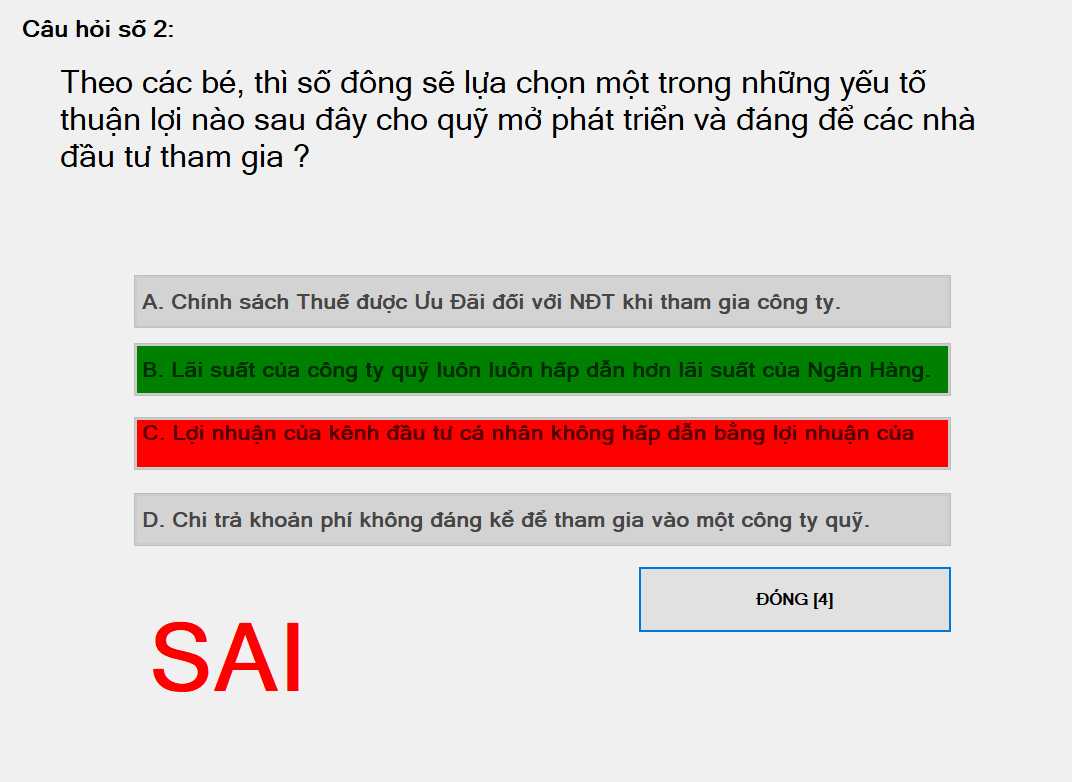 Câu hỏi số 2:
Theo các bé, thì số đông sẽ lựa chọn một trong những yếu tố
thuận lợi nào sau đây cho quỹ mở phát triển và đáng để các nhà
đầu tư tham gia ?
A. Chính sách Thuế được Ưu Đãi đối với NĐT khi tham gia công ty.
B. Lãi suất của công ty quỹ luôn luôn hấp dẫn hơn lãi suất của Ngân Hàng.
C. Lợi nhuận của kênh đầu tư cá nhân không hấp dẫn bằng lợi nhuận của
D. Chi trả khoản phí không đáng kể để tham gia vào một công ty quỹ.
ĐÓNG [4]
SAI